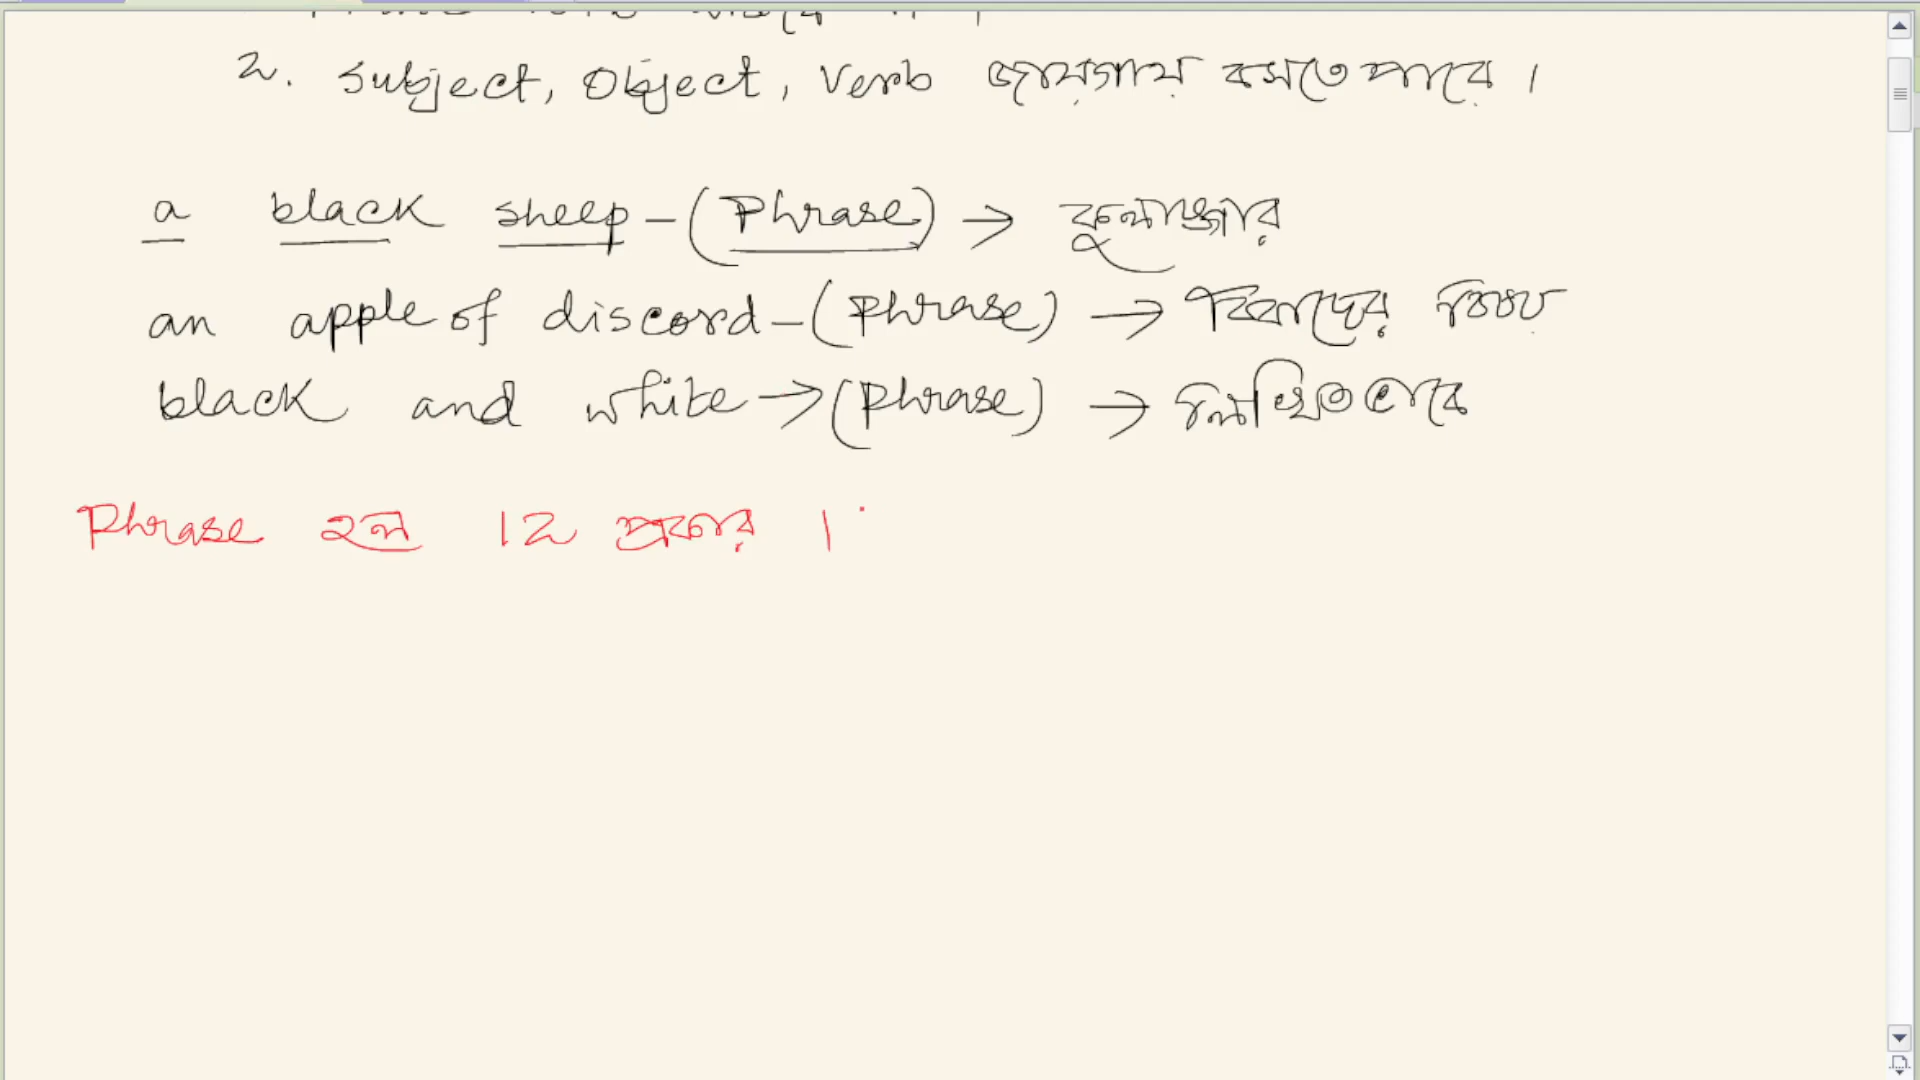 2. Subject, Object, Verb জায়গায় বসতে পারে ।
a black sheep - (Phrase) → কুলাঙ্গার
an apple of discord - (Phrase) → বিবাদের বিষয়
black and white → (Phrase) → লিখিতভাবে
Phrase হল 12 প্রকার ।